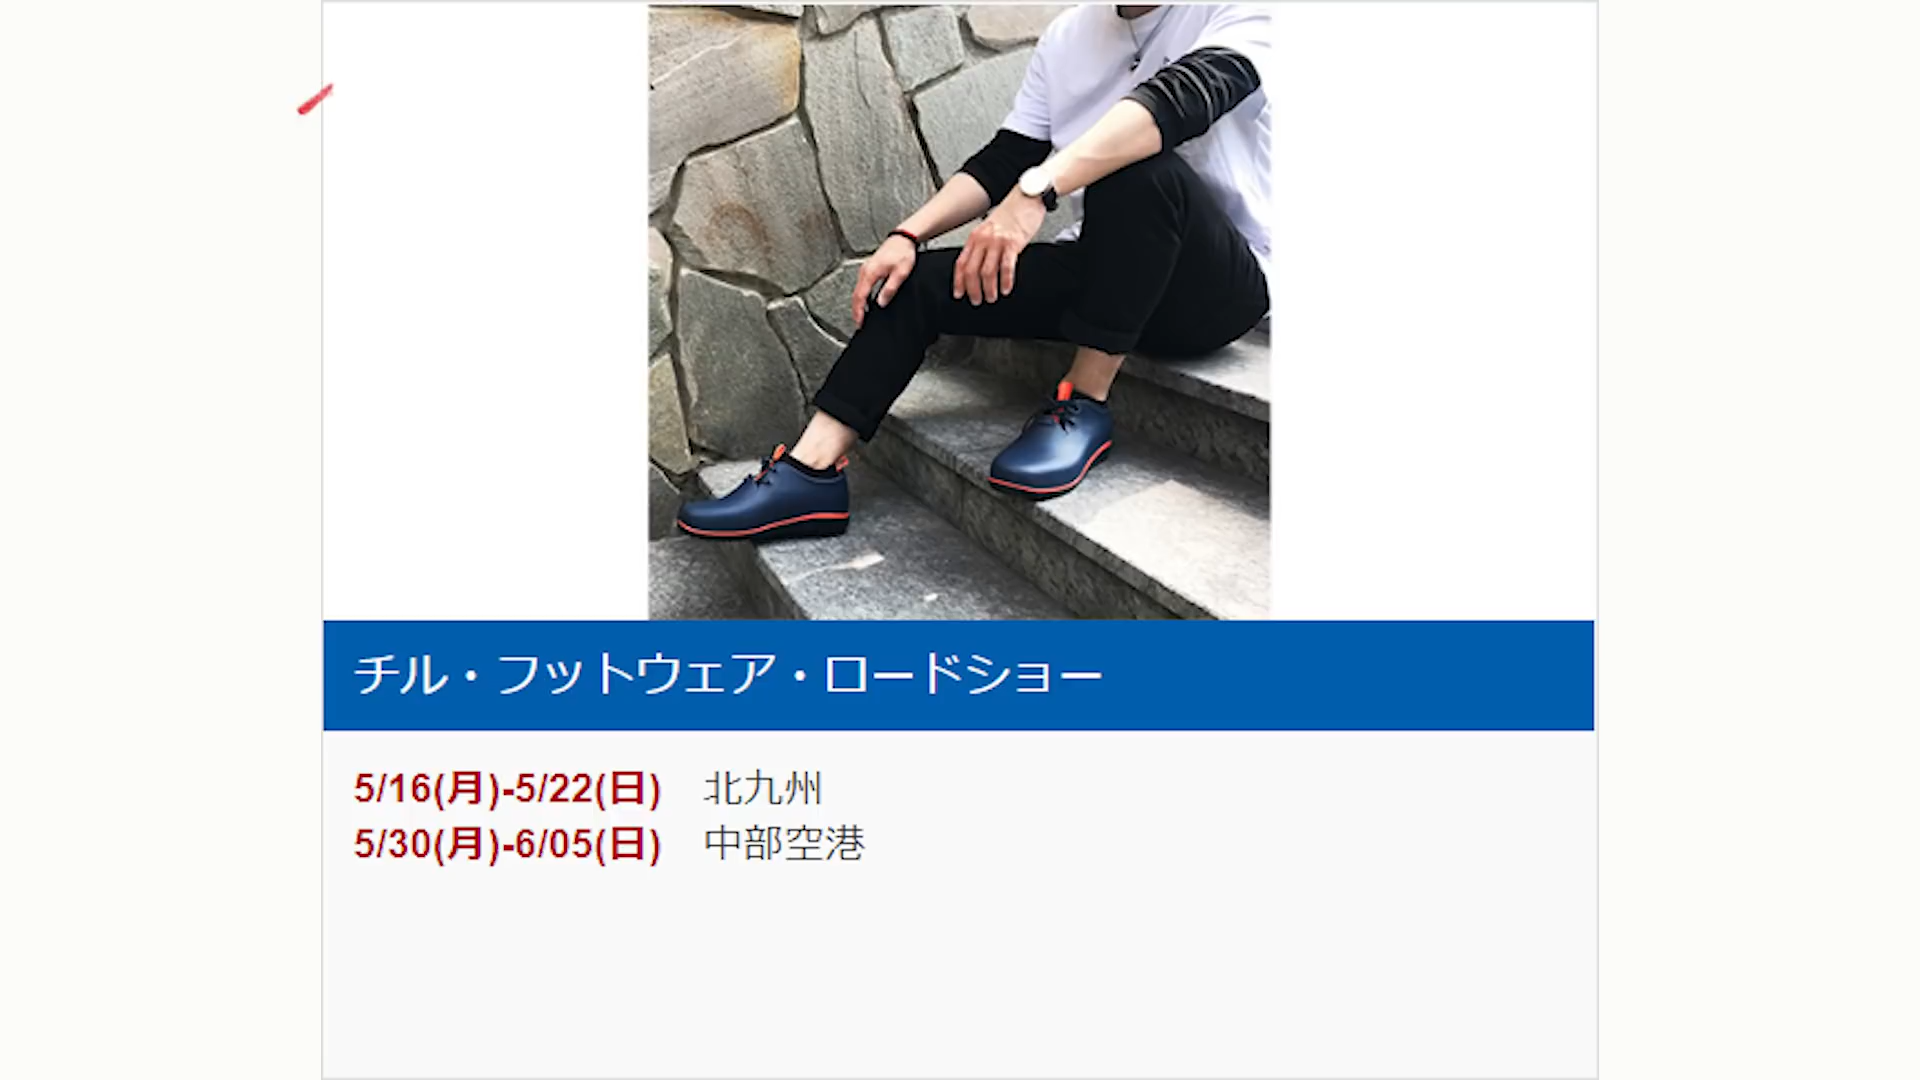 チル・フットウェア・ロードショー
5/16(月)-5/22(日)　北九州
5/30(月)-6/05(日)　中部空港